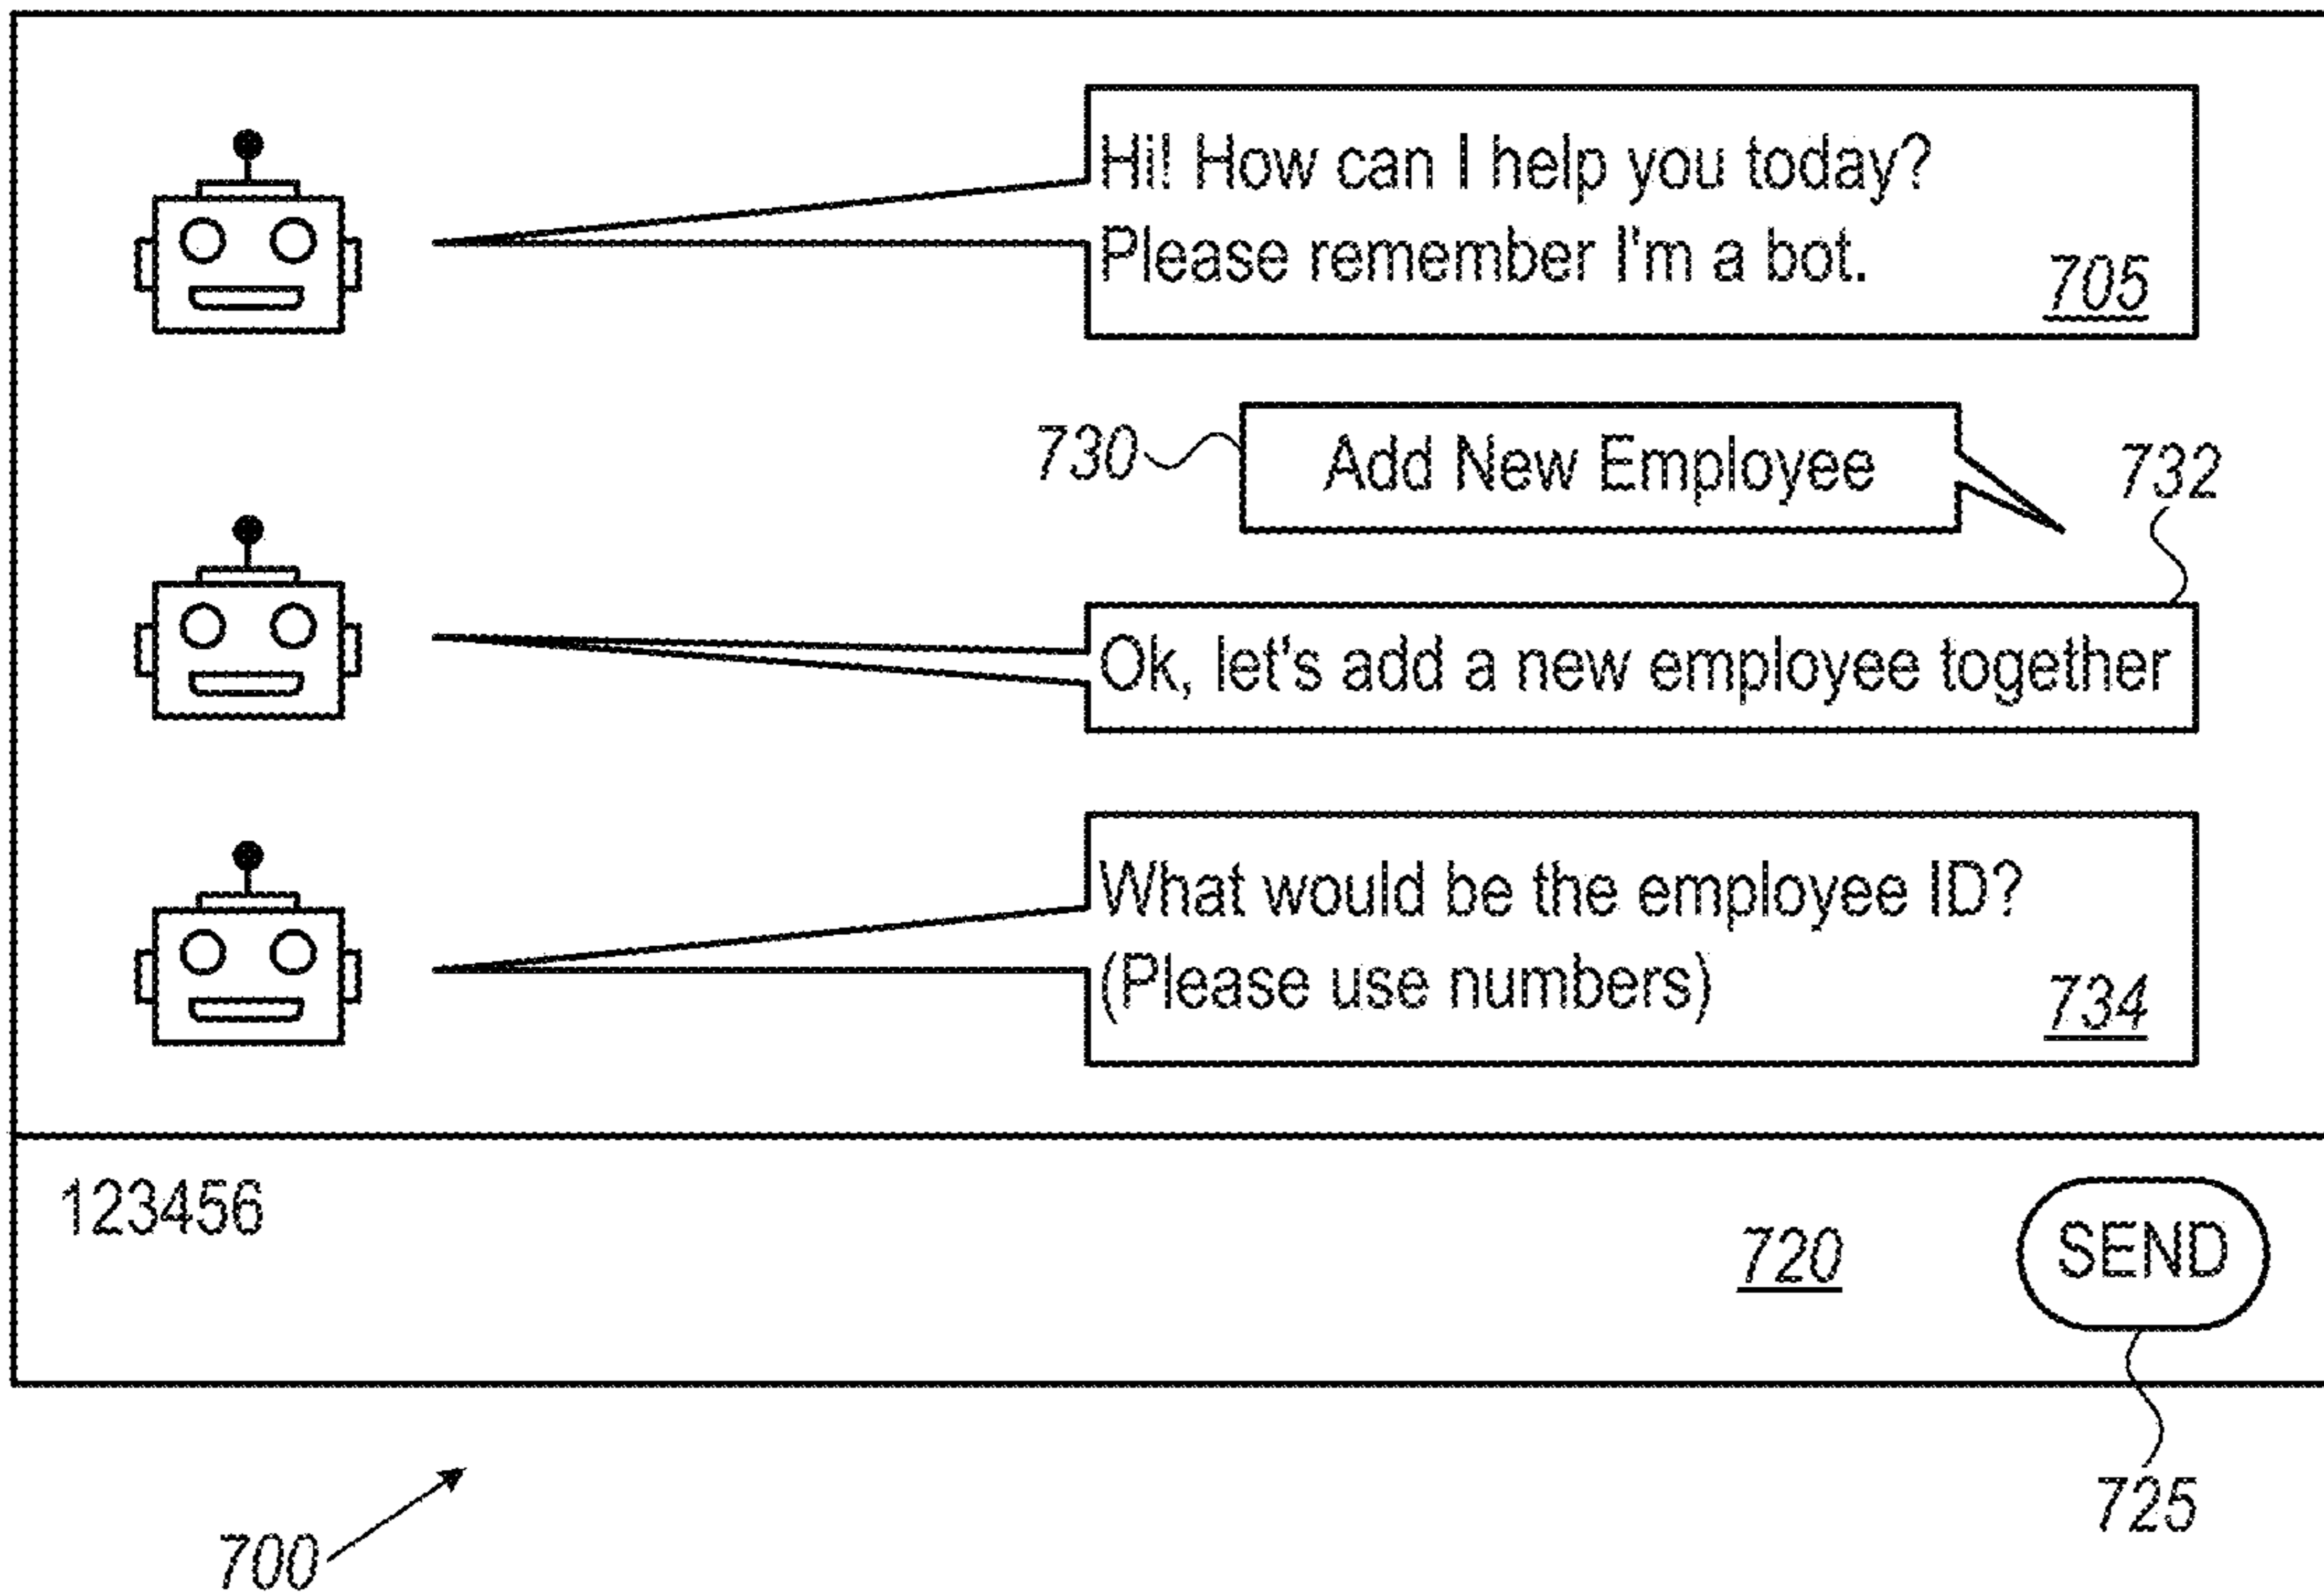 Hi! How can I help you today?
Please remember I'm a bot.
705
730
Add New Employee
732
Ok, let's add a new employee together
What would be the employee ID?
(Please use numbers)
734
123456
720
SEND
725
700